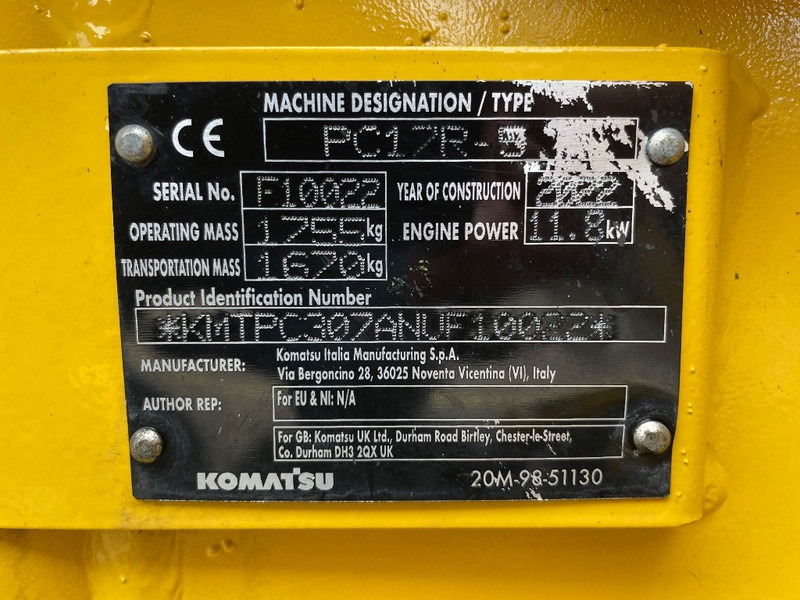 MACHINE DESIGNATION / TYPE
CE PC17R-5
SERIAL No. F10022 YEAR OF CONSTRUCTION 2022
OPERATING MASS 1755 kg ENGINE POWER 11.8 kW
TRANSPORTATION MASS 1670 kg
Product Identification Number
*KMTPC307ANUF10022*
MANUFACTURER: Komatsu Italia Manufacturing S.p.A.
Via Bergoncino 28, 36025 Noventa Vicentina (VI), Italy
AUTHOR REP: For EU & NI: N/A
For GB: Komatsu UK Ltd., Durham Road Birtley, Chester-le-Street,
Co. Durham DH3 2QX UK
KOMATSU 20M-98-51130